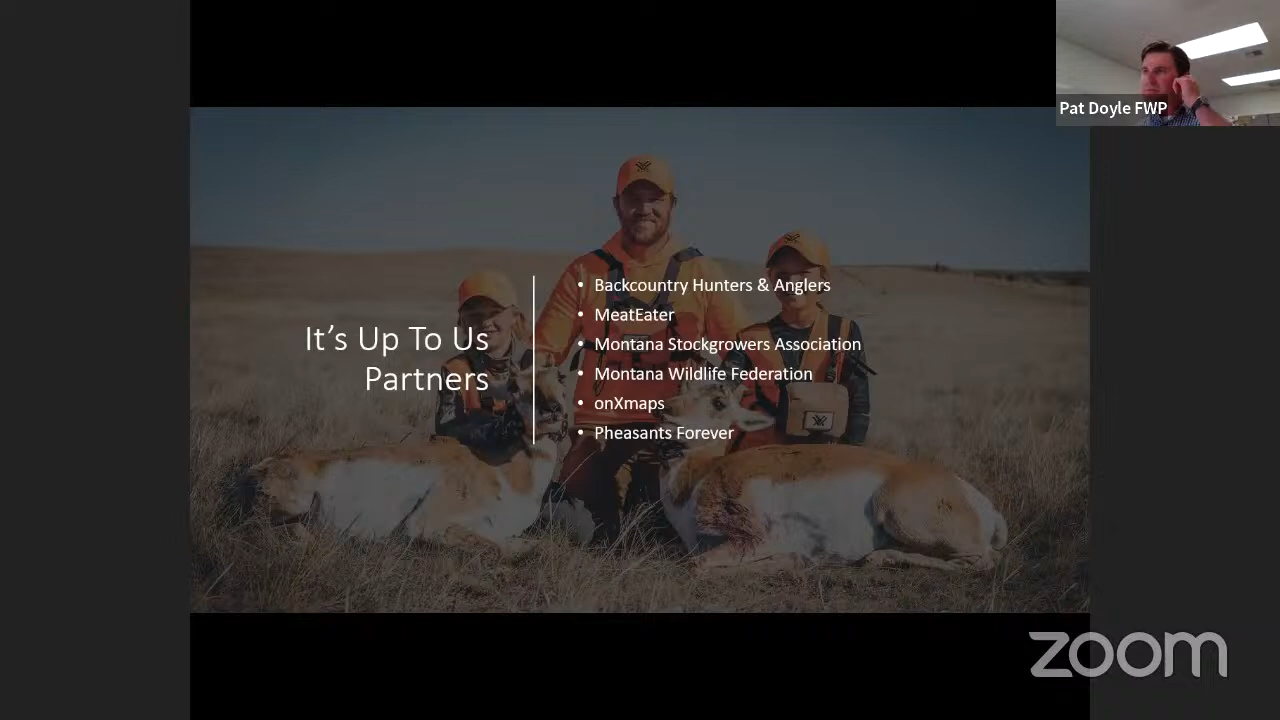 Pat Doyle FWP
It's Up To Us
Partners
• Backcountry Hunters & Anglers
• MeatEater
• Montana Stockgrowers Association
• Montana Wildlife Federation
• onXmaps
• Pheasants Forever
zoom